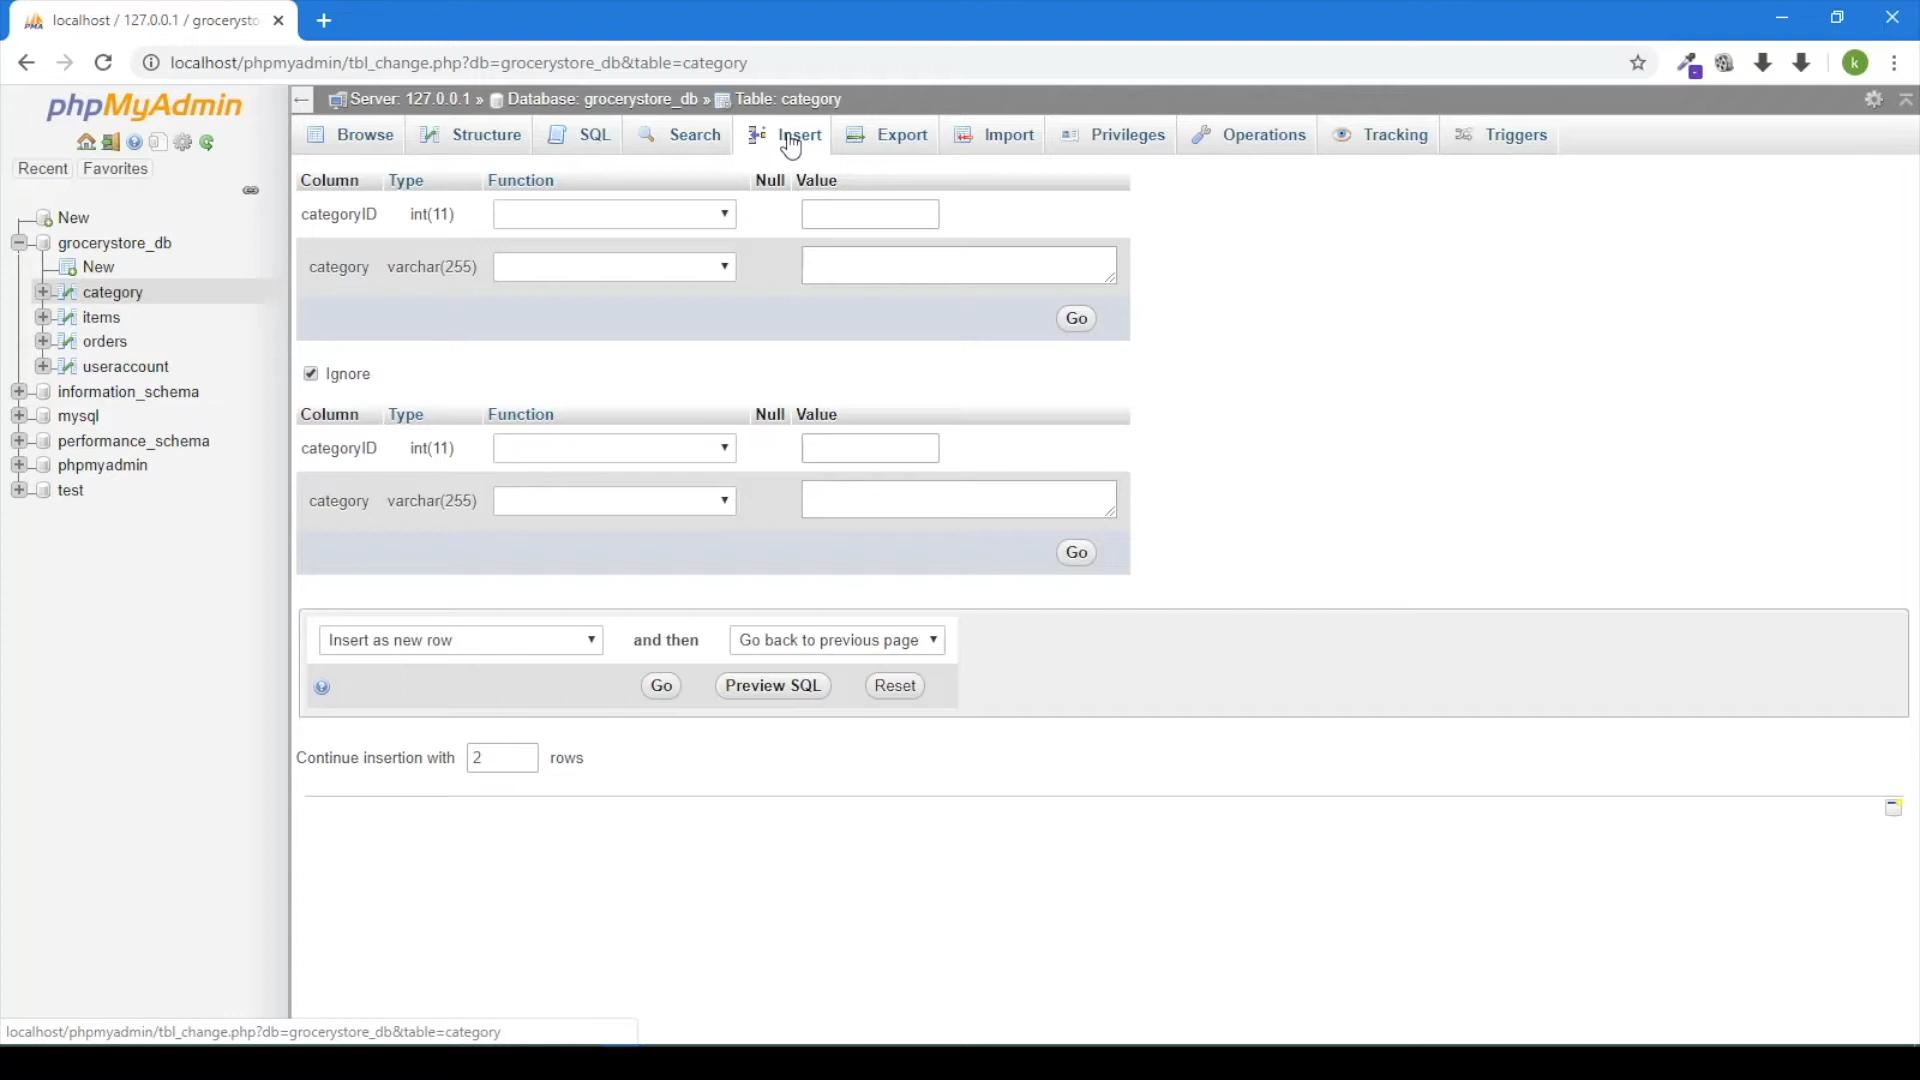 localhost / 127.0.0.1 / grocerysto
localhost/phpmyadmin/tbl_change.php?db=grocerystore_db&table=category
k
phpMyAdmin
Recent Favorites
New
grocerystore_db
New
category
items
orders
useraccount
information_schema
mysql
performance_schema
phpmyadmin
test
Server: 127.0.0.1 » Database: grocerystore_db » Table: category
Browse Structure SQL Search Insert Export Import Privileges Operations Tracking Triggers
Column Type Function Null Value
categoryID int(11)
category varchar(255)
Go
Ignore
Column Type Function Null Value
categoryID int(11)
category varchar(255)
Go
Insert as new row and then Go back to previous page
Go Preview SQL Reset
Continue insertion with 2 rows
localhost/phpmyadmin/tbl_change.php?db=grocerystore_db&table=category